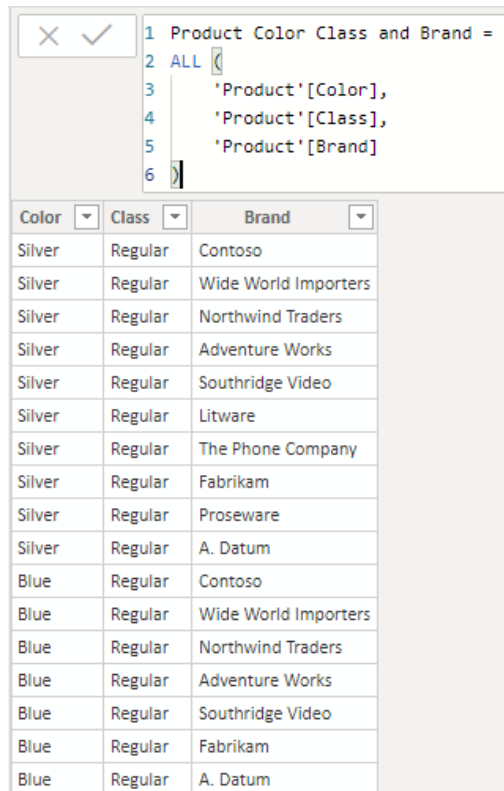 1 Product Color Class and Brand =
2 ALL (
3 'Product'[Color],
4 'Product'[Class],
5 'Product'[Brand]
6 )
Color Class Brand
Silver Regular Contoso
Silver Regular Wide World Importers
Silver Regular Northwind Traders
Silver Regular Adventure Works
Silver Regular Southridge Video
Silver Regular Litware
Silver Regular The Phone Company
Silver Regular Fabrikam
Silver Regular Proseware
Silver Regular A. Datum
Blue Regular Contoso
Blue Regular Wide World Importers
Blue Regular Northwind Traders
Blue Regular Adventure Works
Blue Regular Southridge Video
Blue Regular Fabrikam
Blue Regular A. Datum